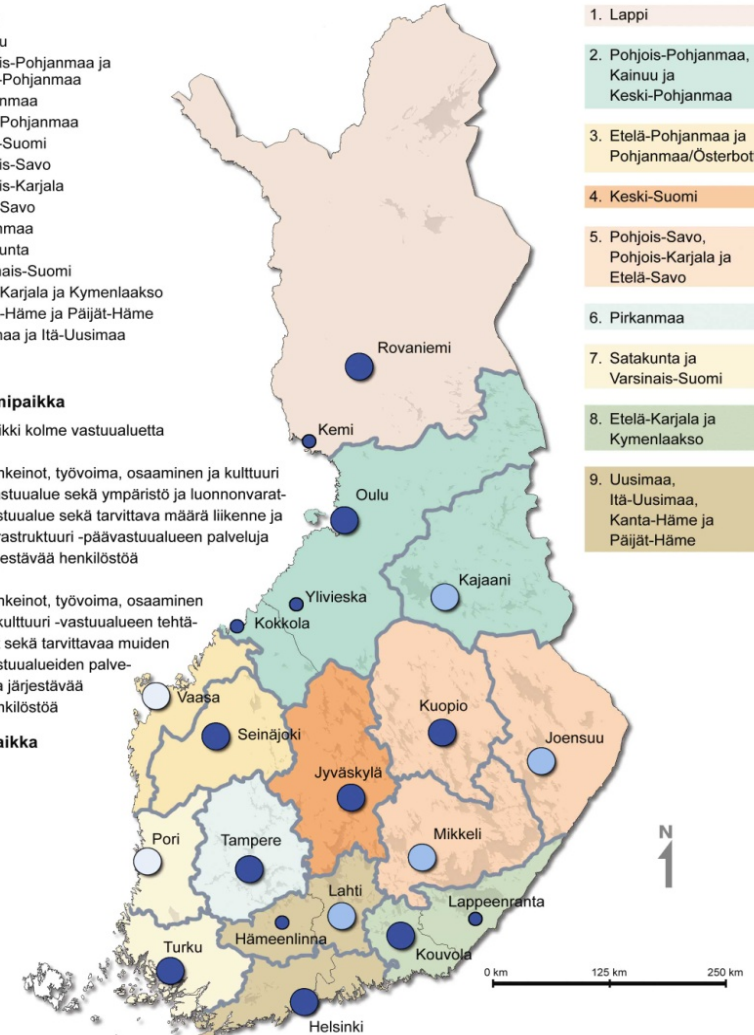 u
is-Pohjanmaa ja
-Pohjanmaa
nmaa
Pohjanmaa
-Suomi
is-Savo
is-Karjala
Savo
nmaa
unta
nais-Suomi
Karjala ja Kymenlaakso
-Häme ja Päijät-Häme
maa ja Itä-Uusimaa
nipaikka
ikki kolme vastuualuetta
nkeinot, työvoima, osaaminen ja kulttuuri
astuualue sekä ympäristö ja luonnonvarat-
stuualue sekä tarvittava määrä liikenne ja
rastruktuuri -päävastuualueen palveluja
jestävää henkilöstöä
nkeinot, työvoima, osaaminen
kulttuuri -vastuualueen tehtä-
t sekä tarvittavaa muiden
stuualueiden palve-
a järjestävää
nkilöstöä
aikka
1. Lappi
2. Pohjois-Pohjanmaa,
Kainuu ja
Keski-Pohjanmaa
3. Etelä-Pohjanmaa ja
Pohjanmaa/Österbott
4. Keski-Suomi
5. Pohjois-Savo,
Pohjois-Karjala ja
Etelä-Savo
6. Pirkanmaa
7. Satakunta ja
Varsinais-Suomi
8. Etelä-Karjala ja
Kymenlaakso
9. Uusimaa,
Itä-Uusimaa,
Kanta-Häme ja
Päijät-Häme
Rovaniemi
Kemi
Oulu
Kajaani
Ylivieska
Kokkola
Vaasa
Seinäjoki
Kuopio
Joensuu
Jyväskylä
Pori
Tampere
Mikkeli
Lahti
Lappeenranta
Hämeenlinna
Kouvola
Turku
Helsinki
N
0 km
125 km
250 km